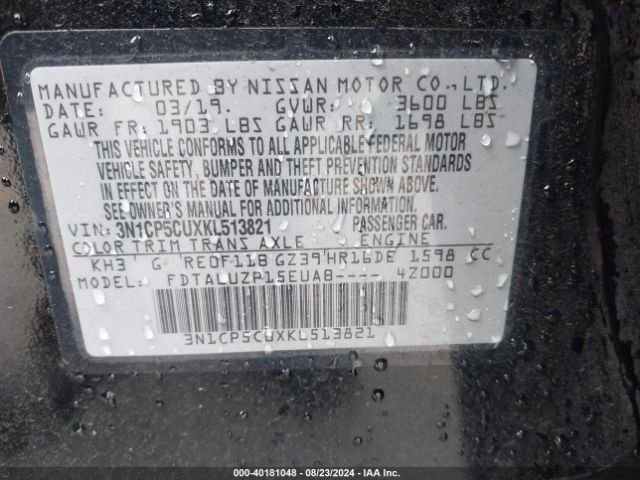 MANUFACTURED BY NISSAN MOTOR CO., LTD.
DATE: 03/19. GVWR: 3600 LBS
GAWR FR: 1903 LBS GAWR RR: 1698 LBS
THIS VEHICLE CONFORMS TO ALL APPLICABLE FEDERAL MOTOR
VEHICLE SAFETY, BUMPER AND THEFT PREVENTION STANDARDS
IN EFFECT ON THE DATE OF MANUFACTURE SHOWN ABOVE.
SEE OWNER'S MANUAL FOR ADDITIONAL INFORMATION.
VIN: 3N1CP5CUXKL513821 PASSENGER CAR.
COLOR TRIM TRANS AXLE ENGINE
KH3 G RE0F11B GZ39 HR16DE 1598 CC
MODEL: FDTALUZP15EUA8---- 4Z000
3N1CP5CUXKL513821
000-40181048 - 08/23/2024 - IAA Inc.